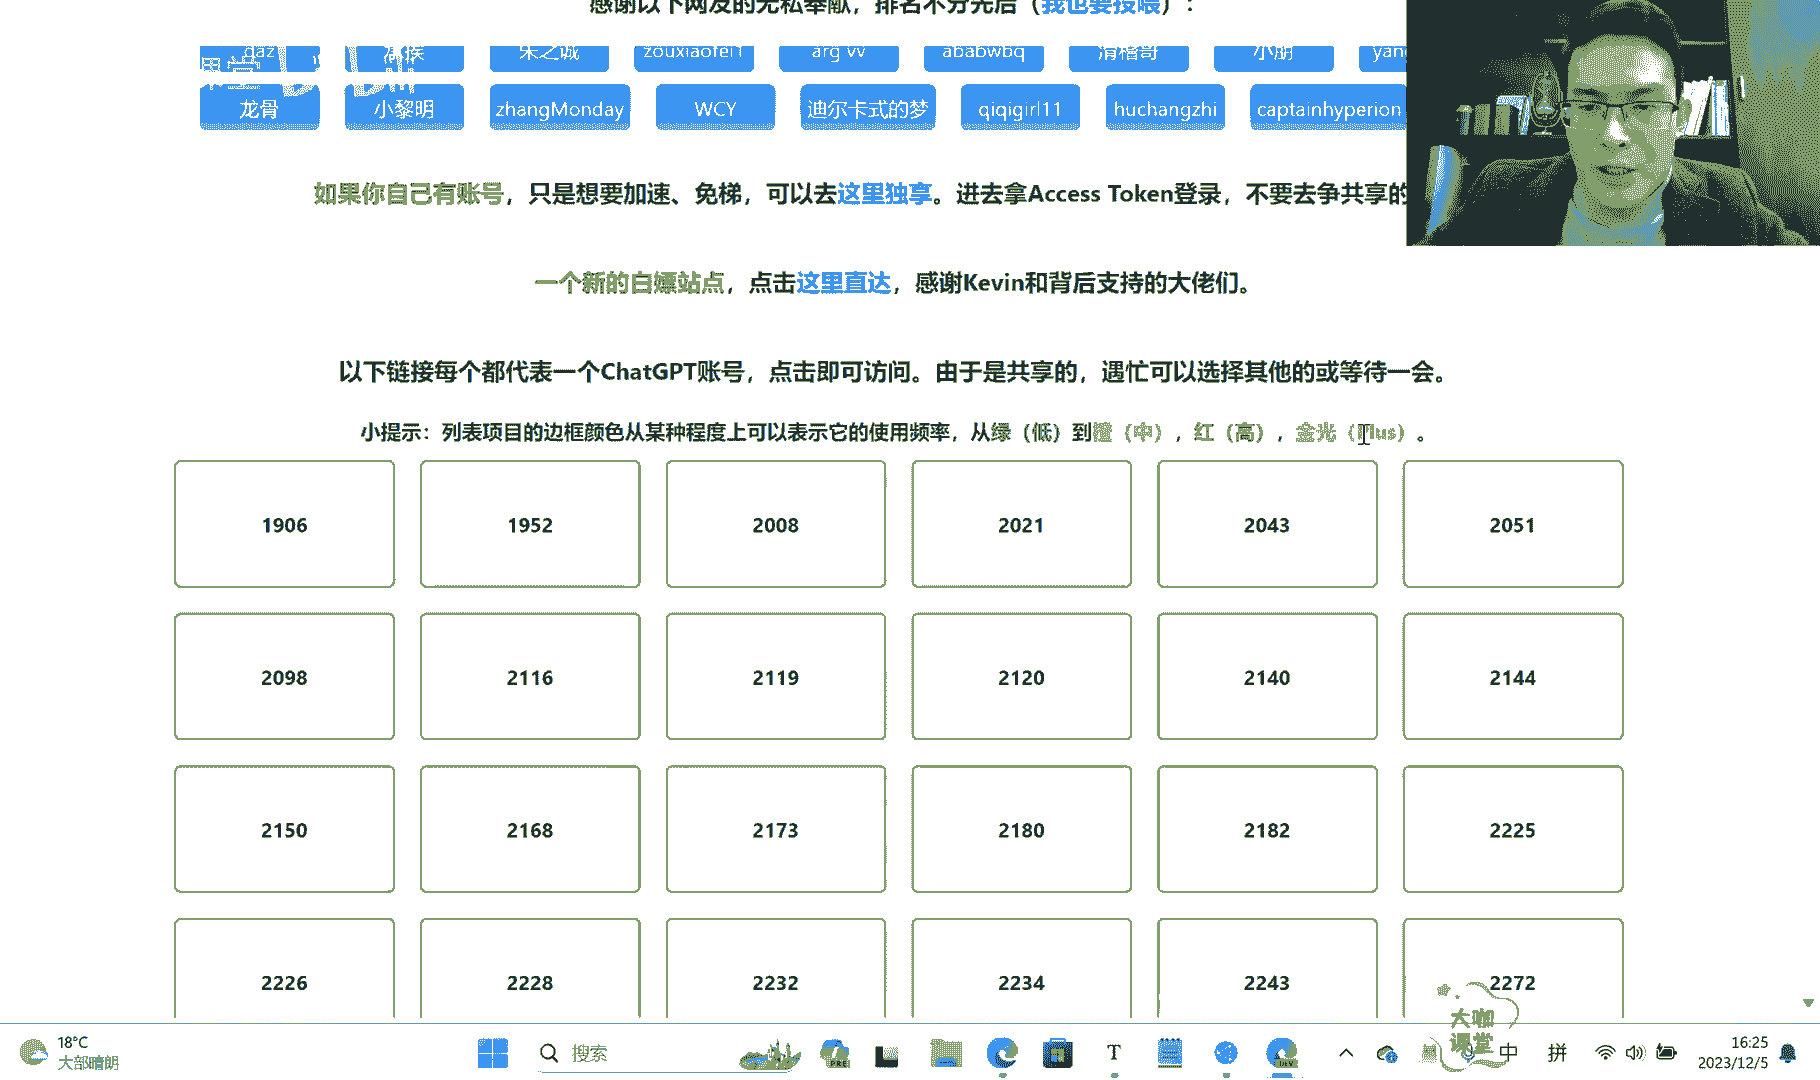 感谢以下网友的无私奉献，排名不分先后（我也要投喂）：
朱之诚 zouxiaofei1 arg vv ababwbq 滑稽哥 小朋
龙骨 小黎明 zhangMonday WCY 迪尔卡式的梦 qiqigirl11 huchangzhi captainhyperion
如果你自己有账号，只是想要加速、免梯，可以去这里独享。进去拿Access Token登录，不要去争共享的
一个新的白嫖站点，点击这里直达，感谢Kevin和背后支持的大佬们。
以下链接每个都代表一个ChatGPT账号，点击即可访问。由于是共享的，遇忙可以选择其他的或等待一会。
小提示：列表项目的边框颜色从某种程度上可以表示它的使用频率，从绿（低）到橙（中），红（高），金光（Plus）。
1906 1952 2008 2021 2043 2051
2098 2116 2119 2120 2140 2144
2150 2168 2173 2180 2182 2225
2226 2228 2232 2234 2243 2272
大咖
课堂
18°C
大部晴朗
搜索
PRE
T
DEV
中 拼
16:25
2023/12/5